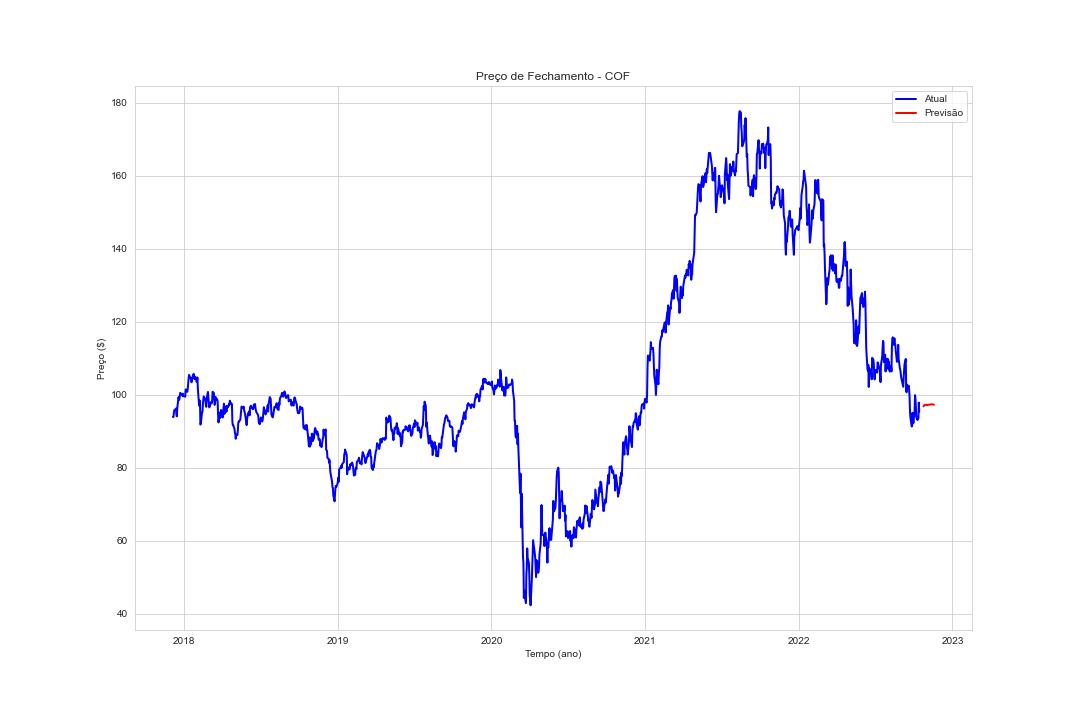 Preço de Fechamento - COF
Atual
Previsão
180
160
140
120
100
80
60
40
Preço ($)
2018 2019 2020 2021 2022 2023
Tempo (ano)